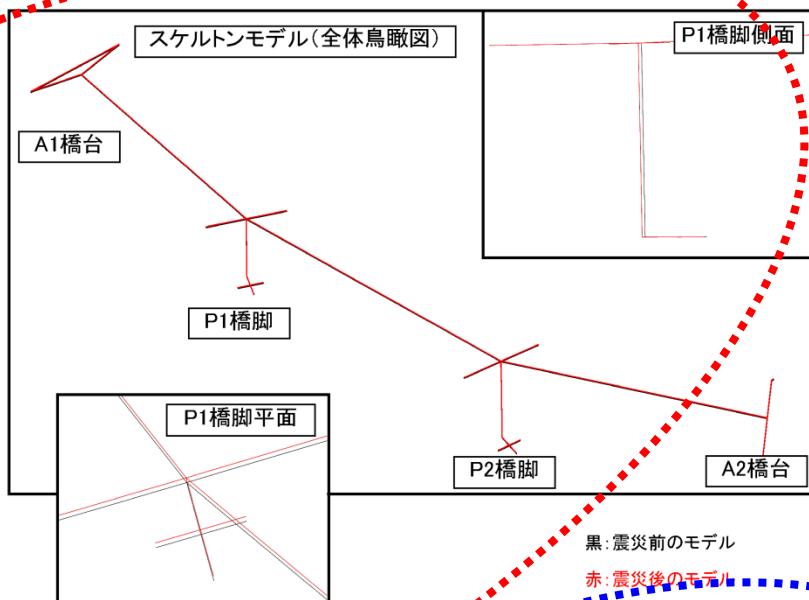 スケルトンモデル(全体鳥瞰図)
P1橋脚側面
A1橋台
P1橋脚
P1橋脚平面
P2橋脚
A2橋台
黒:震災前のモデル
赤:震災後のモデル